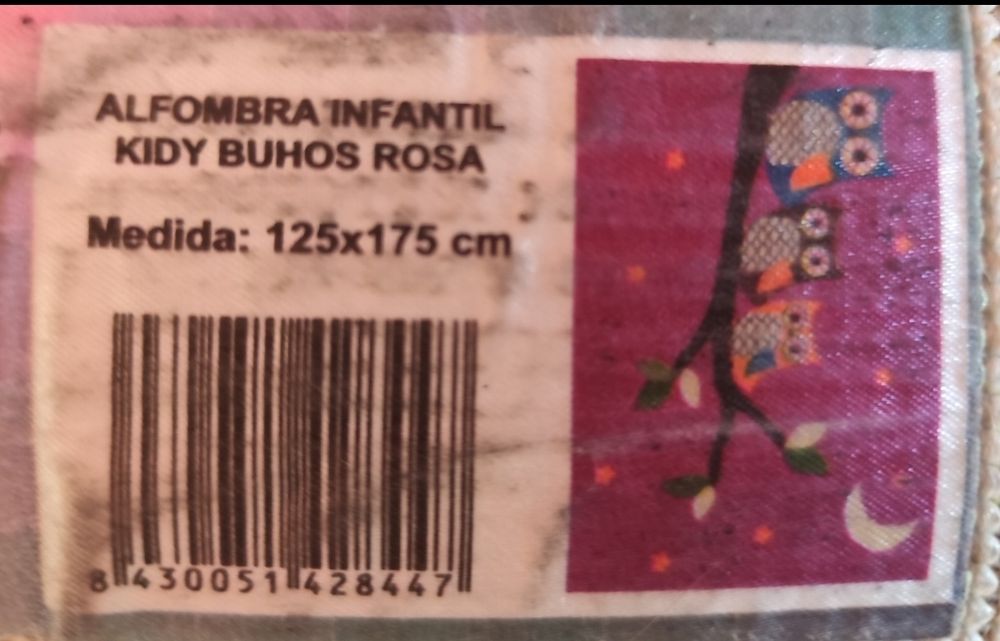 ALFOMBRA INFANTIL
KIDY BUHOS ROSA
Medida: 125x175 cm
8 430051 428447